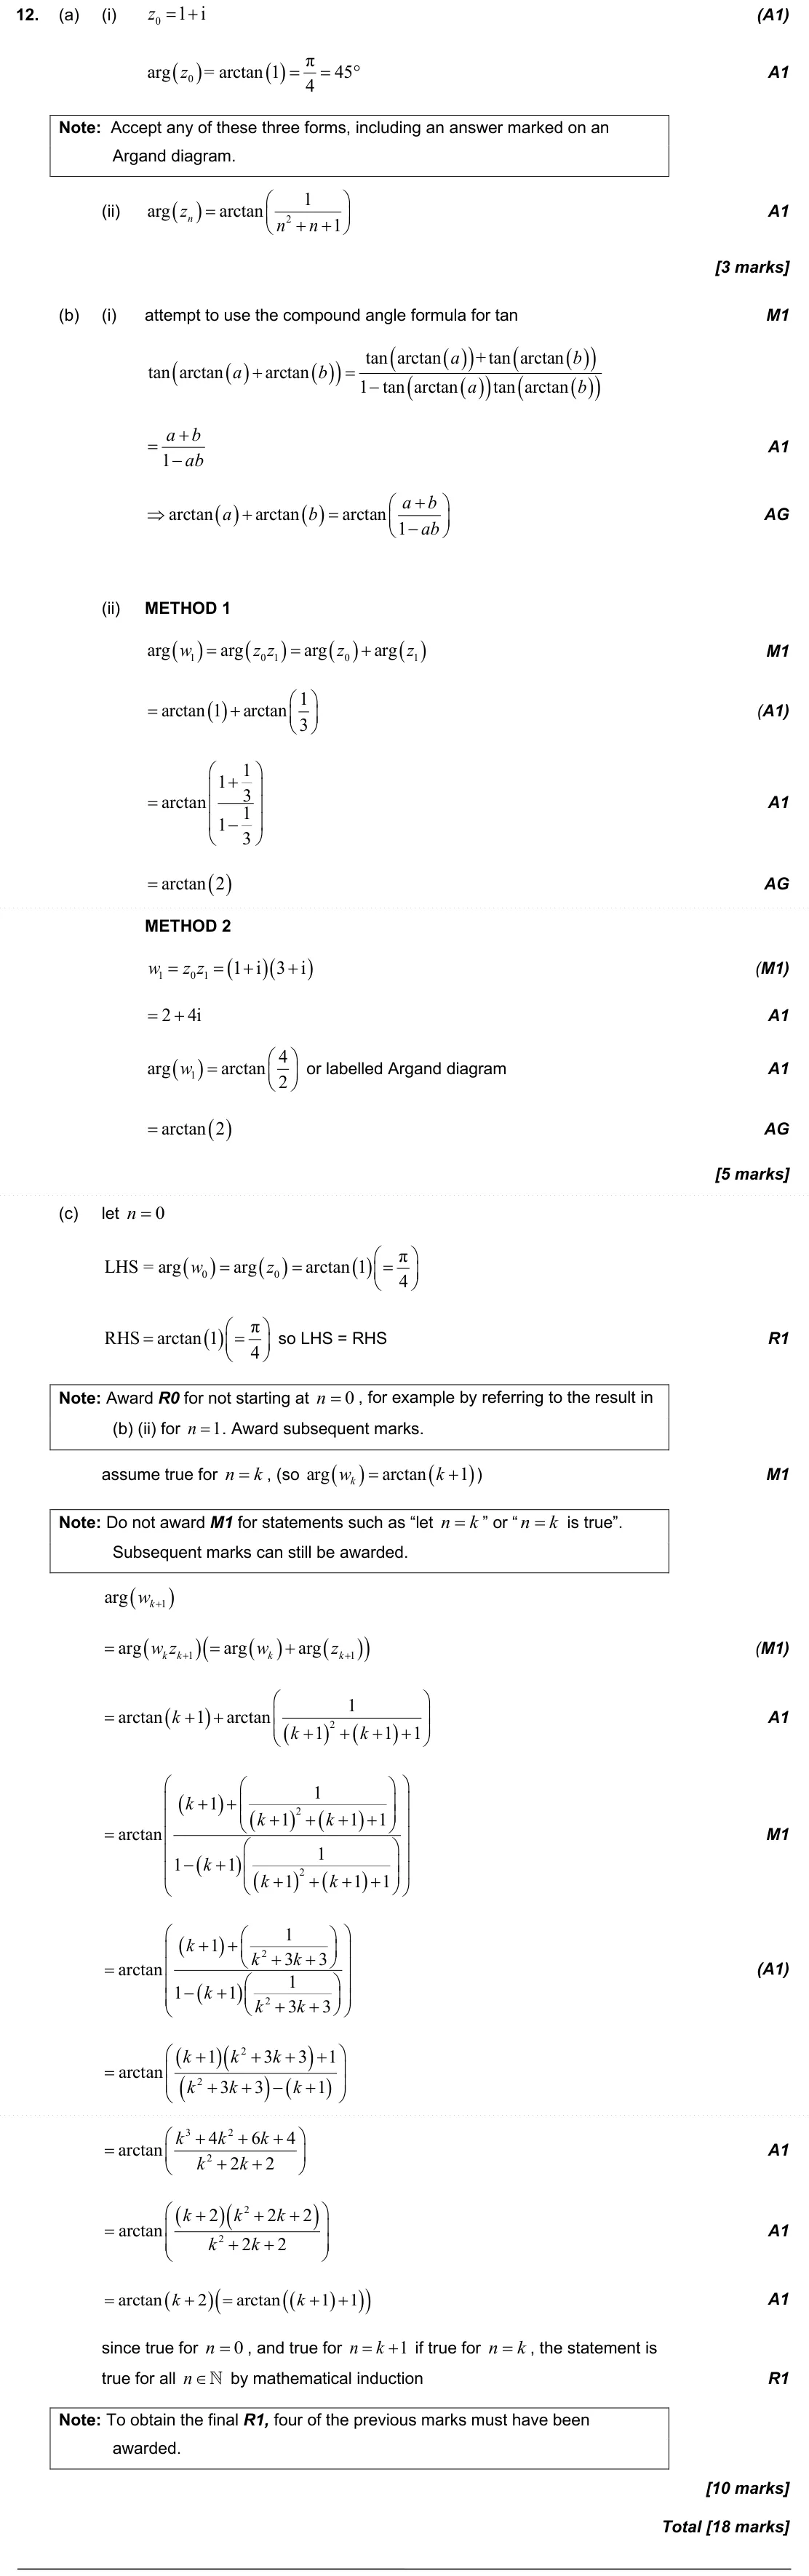 12. (a) (i) z₀ = 1 + i (A1)
arg(z₀) = arctan(1) = π/4 = 45° A1
Note: Accept any of these three forms, including an answer marked on an
Argand diagram.
(ii) arg(zₙ) = arctan(1/(n² + n + 1)) A1
[3 marks]
(b) (i) attempt to use the compound angle formula for tan M1
tan(arctan(a) + arctan(b)) = (tan(arctan(a)) + tan(arctan(b)))/(1 − tan(arctan(a))tan(arctan(b)))
= (a + b)/(1 − ab) A1
⇒ arctan(a) + arctan(b) = arctan((a + b)/(1 − ab)) AG
(ii) METHOD 1
arg(w₁) = arg(z₀z₁) = arg(z₀) + arg(z₁) M1
= arctan(1) + arctan(1/3) (A1)
= arctan((1 + 1/3)/(1 − 1/3)) A1
= arctan(2) AG
METHOD 2
w₁ = z₀z₁ = (1 + i)(3 + i) (M1)
= 2 + 4i A1
arg(w₁) = arctan(4/2) or labelled Argand diagram A1
= arctan(2) AG
[5 marks]
(c) let n = 0
LHS = arg(w₀) = arg(z₀) = arctan(1)(= π/4)
RHS = arctan(1)(= π/4) so LHS = RHS R1
Note: Award R0 for not starting at n = 0, for example by referring to the result in
(b) (ii) for n = 1. Award subsequent marks.
assume true for n = k, (so arg(wₖ) = arctan(k + 1)) M1
Note: Do not award M1 for statements such as “let n = k” or “n = k is true”.
Subsequent marks can still be awarded.
arg(wₖ₊₁)
= arg(wₖzₖ₊₁)(= arg(wₖ) + arg(zₖ₊₁)) (M1)
= arctan(k + 1) + arctan(1/((k + 1)² + (k + 1) + 1)) A1
= arctan(((k + 1) + (1/((k + 1)² + (k + 1) + 1)))/(1 − (k + 1)(1/((k + 1)² + (k + 1) + 1)))) M1
= arctan(((k + 1) + (1/(k² + 3k + 3)))/(1 − (k + 1)(1/(k² + 3k + 3)))) (A1)
= arctan(((k + 1)(k² + 3k + 3) + 1)/((k² + 3k + 3) − (k + 1)))
= arctan((k³ + 4k² + 6k + 4)/(k² + 2k + 2)) A1
= arctan(((k + 2)(k² + 2k + 2))/(k² + 2k + 2)) A1
= arctan(k + 2)(= arctan((k + 1) + 1)) A1
since true for n = 0, and true for n = k + 1 if true for n = k, the statement is
true for all n ∈ ℕ by mathematical induction R1
Note: To obtain the final R1, four of the previous marks must have been
awarded.
[10 marks]
Total [18 marks]